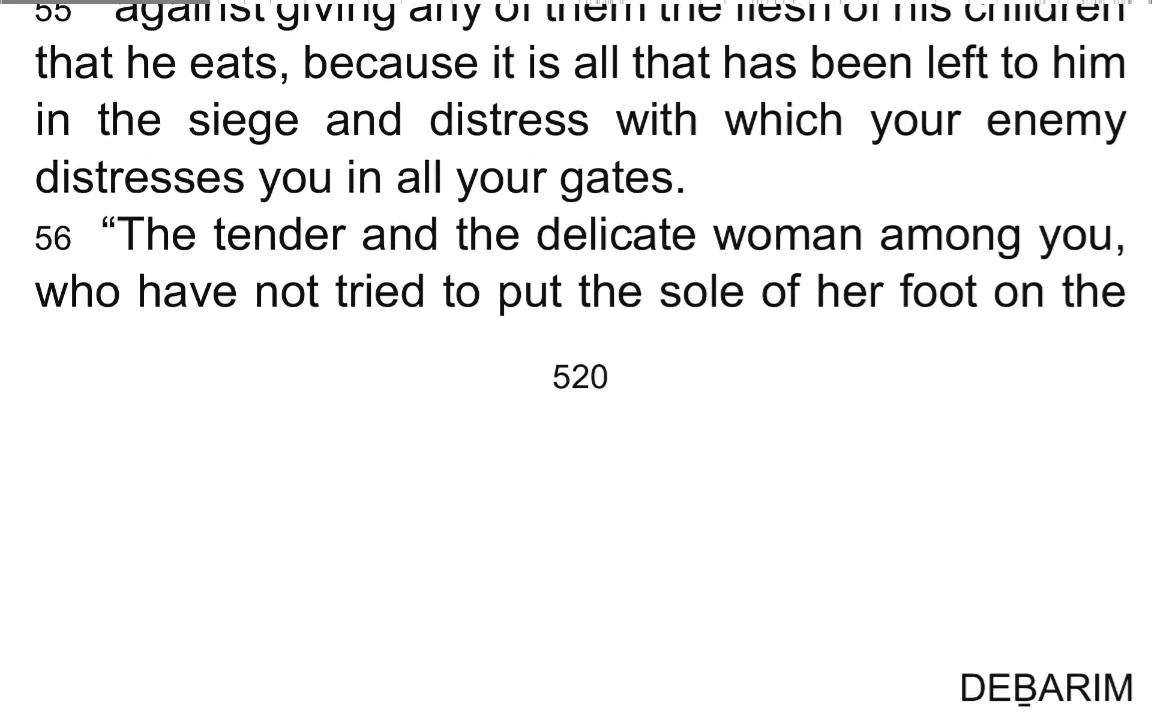 55 against giving any of them the flesh of his children
that he eats, because it is all that has been left to him
in the siege and distress with which your enemy
distresses you in all your gates.
56 “The tender and the delicate woman among you,
who have not tried to put the sole of her foot on the
520
DEḆARIM